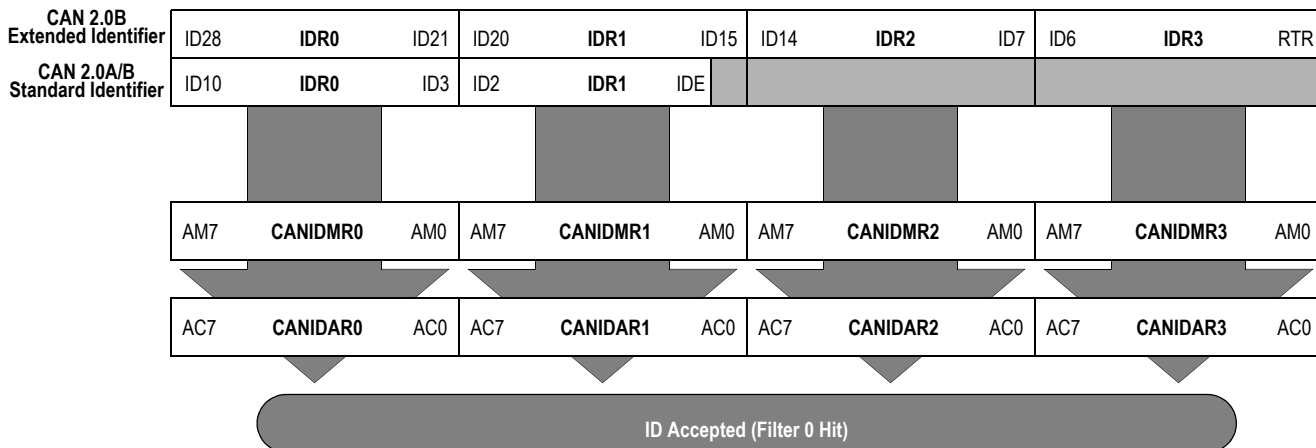 CAN 2.0B
Extended Identifier ID28 IDR0 ID21 ID20 IDR1 ID15 ID14 IDR2 ID7 ID6 IDR3 RTR
CAN 2.0A/B
Standard Identifier ID10 IDR0 ID3 ID2 IDR1 IDE
AM7 CANIDMR0 AM0 AM7 CANIDMR1 AM0 AM7 CANIDMR2 AM0 AM7 CANIDMR3 AM0
AC7 CANIDAR0 AC0 AC7 CANIDAR1 AC0 AC7 CANIDAR2 AC0 AC7 CANIDAR3 AC0
ID Accepted (Filter 0 Hit)